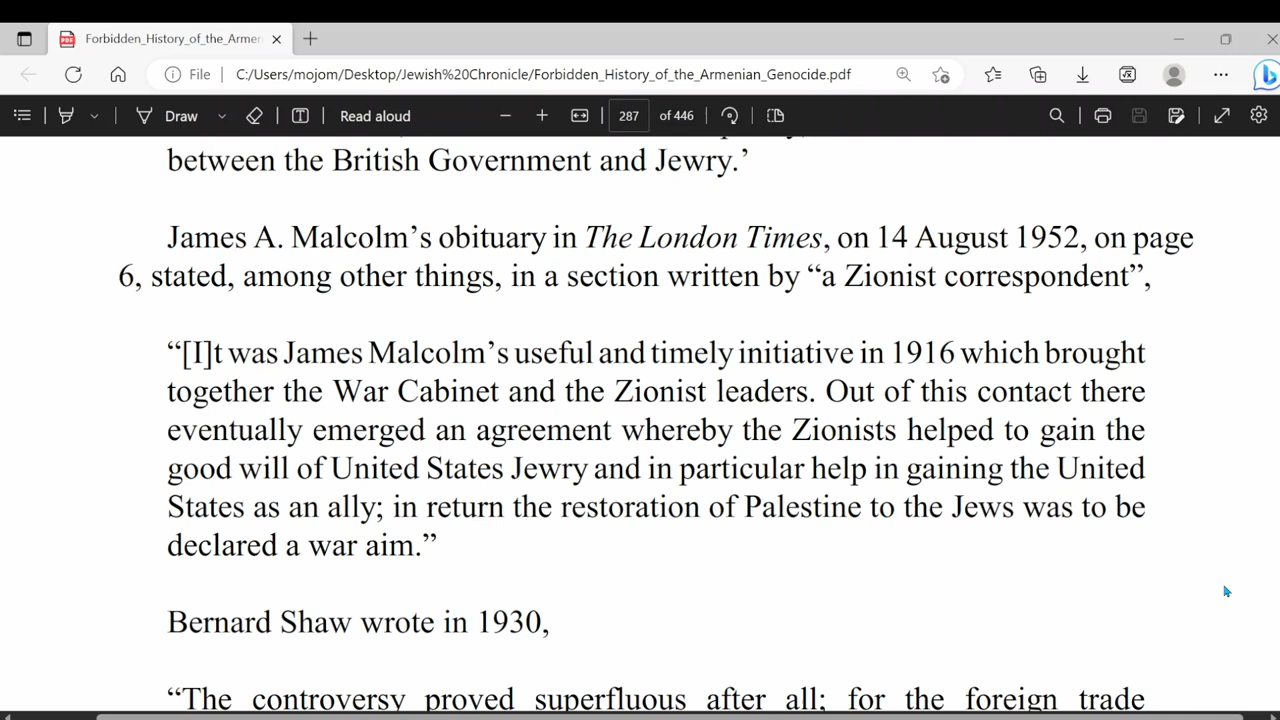 Forbidden_History_of_the_Armen
File C:/Users/mojom/Desktop/Jewish%20Chronicle/Forbidden_History_of_the_Armenian_Genocide.pdf
Draw Read aloud 287 of 446
between the British Government and Jewry.’
James A. Malcolm’s obituary in The London Times, on 14 August 1952, on page
6, stated, among other things, in a section written by “a Zionist correspondent”,
“[I]t was James Malcolm’s useful and timely initiative in 1916 which brought
together the War Cabinet and the Zionist leaders. Out of this contact there
eventually emerged an agreement whereby the Zionists helped to gain the
good will of United States Jewry and in particular help in gaining the United
States as an ally; in return the restoration of Palestine to the Jews was to be
declared a war aim.”
Bernard Shaw wrote in 1930,
“The controversy proved superfluous after all; for the foreign trade